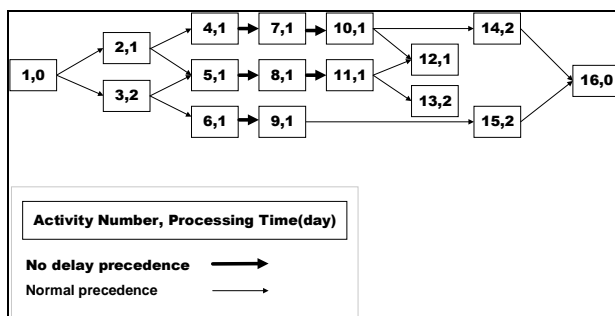 4,1 7,1 10,1 14,2
2,1 12,1
1,0 5,1 8,1 11,1 16,0
3,2 13,2
6,1 9,1 15,2
Activity Number, Processing Time(day)
No delay precedence
Normal precedence